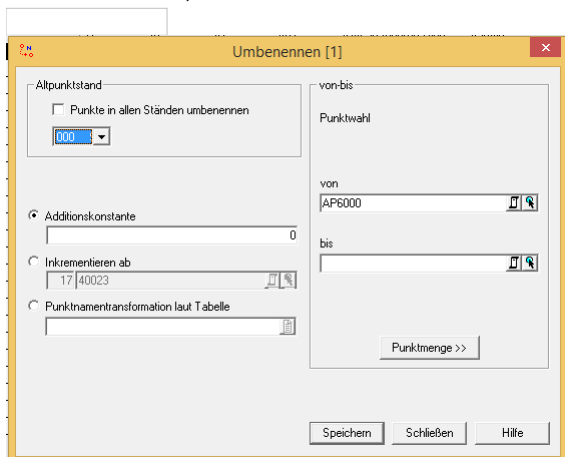 Umbenennen [1]
Altpunktstand
Punkte in allen Ständen umbenennen
000
Additionskonstante
0
Inkrementieren ab
17 40023
Punktnamentransformation laut Tabelle
von-bis
Punktwahl
von
AP6000
bis
Punktmenge >>
Speichern Schließen Hilfe